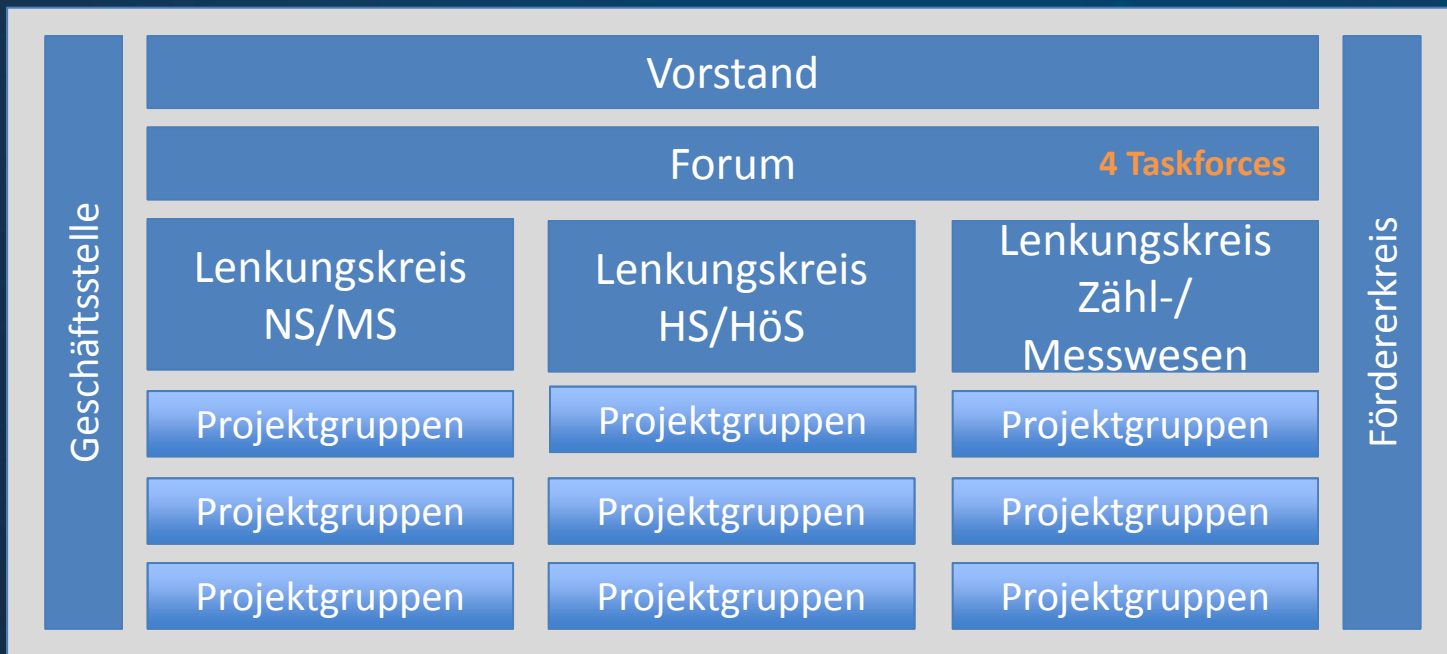 Geschäftsstelle
Vorstand
Forum
4 Taskforces
Lenkungskreis
NS/MS
Lenkungskreis
HS/HöS
Lenkungskreis
Zähl-/
Messwesen
Projektgruppen
Projektgruppen
Projektgruppen
Projektgruppen
Projektgruppen
Projektgruppen
Projektgruppen
Projektgruppen
Projektgruppen
Fördererkreis